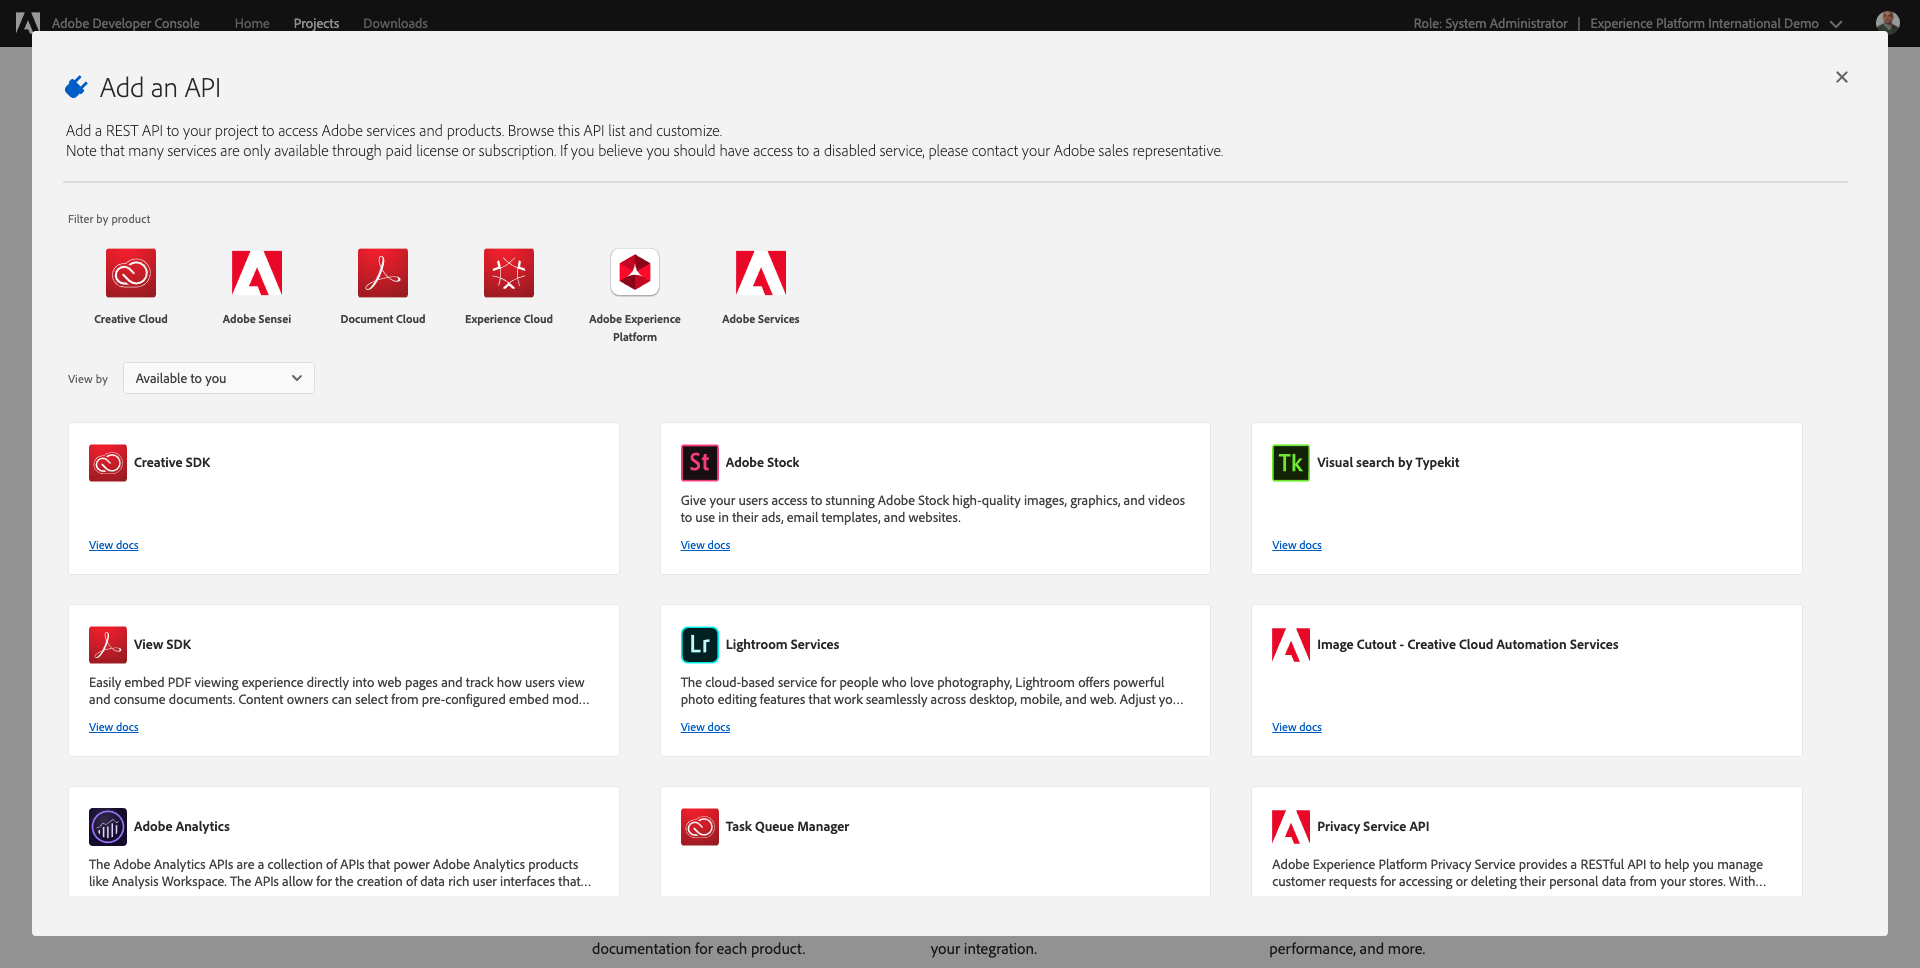 Adobe Developer Console
Home
Projects
Downloads
Role: System Administrator | Experience Platform International Demo
Add an API
Add a REST API to your project to access Adobe services and products. Browse this API list and customize.
Note that many services are only available through paid license or subscription. If you believe you should have access to a disabled service, please contact your Adobe sales representative.
Filter by product
Creative Cloud
Adobe Sensei
Document Cloud
Experience Cloud
Adobe Experience
Platform
Adobe Services
View by
Available to you
Creative SDK
View docs
St
Adobe Stock
Give your users access to stunning Adobe Stock high-quality images, graphics, and videos
to use in their ads, email templates, and websites.
View docs
Tk
Visual search by Typekit
View docs
View SDK
Easily embed PDF viewing experience directly into web pages and track how users view
and consume documents. Content owners can select from pre-configured embed mod...
View docs
Lr
Lightroom Services
The cloud-based service for people who love photography, Lightroom offers powerful
photo editing features that work seamlessly across desktop, mobile, and web. Adjust yo...
View docs
Image Cutout - Creative Cloud Automation Services
View docs
Adobe Analytics
The Adobe Analytics APIs are a collection of APIs that power Adobe Analytics products
like Analysis Workspace. The APIs allow for the creation of data rich user interfaces that...
Task Queue Manager
Privacy Service API
Adobe Experience Platform Privacy Service provides a RESTful API to help you manage
customer requests for accessing or deleting their personal data from your stores. With...
documentation for each product.
your integration.
performance, and more.